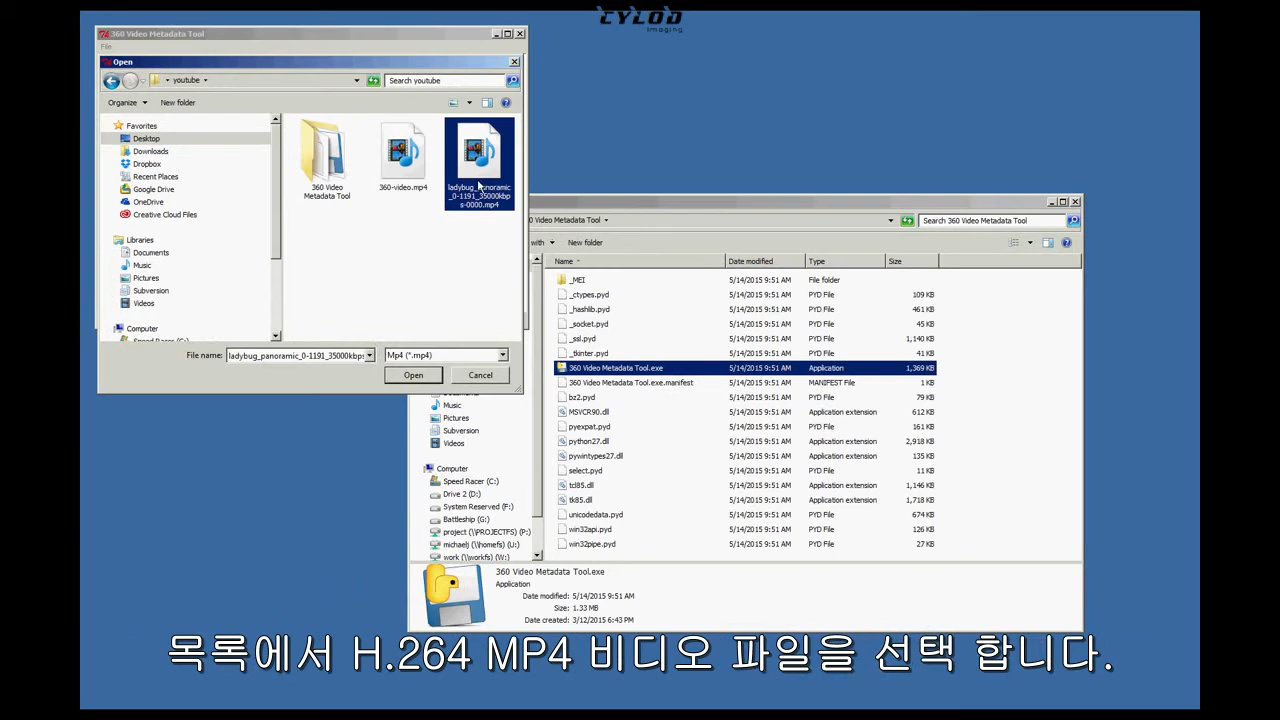 CYLOD
Imaging
360 Video Metadata Tool
File
Open
youtube
Search youtube
Organize
New folder
Favorites
Desktop
Downloads
Dropbox
Recent Places
Google Drive
OneDrive
Creative Cloud Files
Libraries
Documents
Music
Pictures
Subversion
Videos
Computer
360 Video
Metadata Tool
360-video.mp4
ladybug_panoramic
_0-1191_35000kbp
s-0000.mp4
File name:
ladybug_panoramic_0-1191_35000kbps
Mp4 (*.mp4)
Open
Cancel
0 Video Metadata Tool
Search 360 Video Metadata Tool
with
New folder
Name
Date modified
Type
Size
_MEI
5/14/2015 9:51 AM
File folder
_ctypes.pyd 5/14/2015 9:51 AM PYD File 109 KB
_hashlib.pyd 5/14/2015 9:51 AM PYD File 461 KB
_socket.pyd 5/14/2015 9:51 AM PYD File 45 KB
_ssl.pyd 5/14/2015 9:51 AM PYD File 1,140 KB
_tkinter.pyd 5/14/2015 9:51 AM PYD File 41 KB
360 Video Metadata Tool.exe 5/14/2015 9:51 AM Application 1,369 KB
360 Video Metadata Tool.exe.manifest 5/14/2015 9:51 AM MANIFEST File 1 KB
bz2.pyd 5/14/2015 9:51 AM PYD File 79 KB
MSVCR90.dll 5/14/2015 9:51 AM Application extension 612 KB
pyexpat.pyd 5/14/2015 9:51 AM PYD File 161 KB
python27.dll 5/14/2015 9:51 AM Application extension 2,918 KB
pywintypes27.dll 5/14/2015 9:51 AM Application extension 135 KB
select.pyd 5/14/2015 9:51 AM PYD File 11 KB
tcl85.dll 5/14/2015 9:51 AM Application extension 1,146 KB
tk85.dll 5/14/2015 9:51 AM Application extension 1,718 KB
unicodedata.pyd 5/14/2015 9:51 AM PYD File 674 KB
win32api.pyd 5/14/2015 9:51 AM PYD File 126 KB
win32pipe.pyd 5/14/2015 9:51 AM PYD File 27 KB
Music
Pictures
Subversion
Videos
Computer
Speed Racer (C:)
Drive 2 (D:)
System Reserved (F:)
Battleship (G:)
project (\\PROJECTFS) (P:)
michaelj (\\homefs) (U:)
work (\\workfs) (W:)
360 Video Metadata Tool.exe
Application
Date modified: 5/14/2015 9:51 AM
Size: 1.33 MB
Date created: 3/12/2015 6:43 PM
목록에서 H.264 MP4 비디오 파일을 선택 합니다.